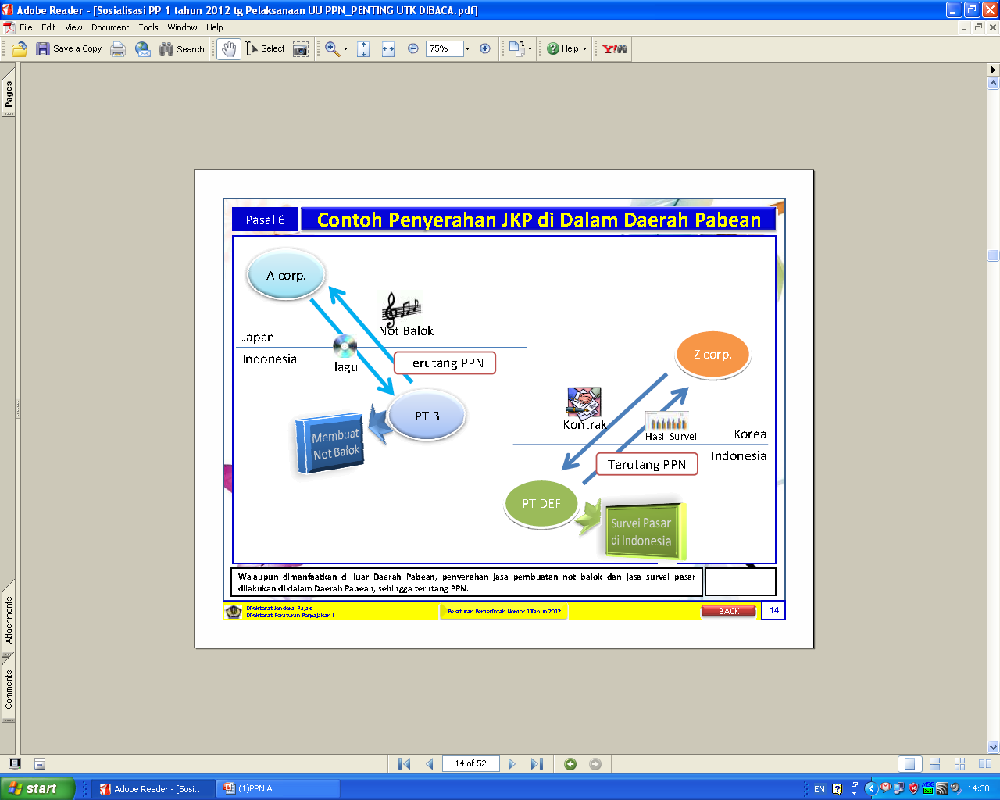 Adobe Reader - [Sosialisasi PP 1 tahun 2012 tg Pelaksanaan UU PPN_PENTING UTK DIBACA.pdf]
File Edit View Document Tools Window Help
Save a Copy Search Select 75% Help Y!
Pages
Attachments
Comments
Pasal 6
Contoh Penyerahan JKP di Dalam Daerah Pabean
A corp.
Not Balok
Japan
Indonesia
lagu
Terutang PPN
PT B
Membuat
Not Balok
Z corp.
Kontrak
Hasil Survei
Korea
Indonesia
Terutang PPN
PT DEF
Survei Pasar
di Indonesia
Walaupun dimanfaatkan di luar Daerah Pabean, penyerahan jasa pembuatan not balok dan jasa survei pasar
dilakukan di dalam Daerah Pabean, sehingga terutang PPN.
Direktorat Jenderal Pajak
Direktorat Peraturan Perpajakan I
Peraturan Pemerintah Nomor 1 Tahun 2012
BACK
14
14 of 52
start
Adobe Reader - [Sosi...
(1)PPN A
EN
MSG
14:38